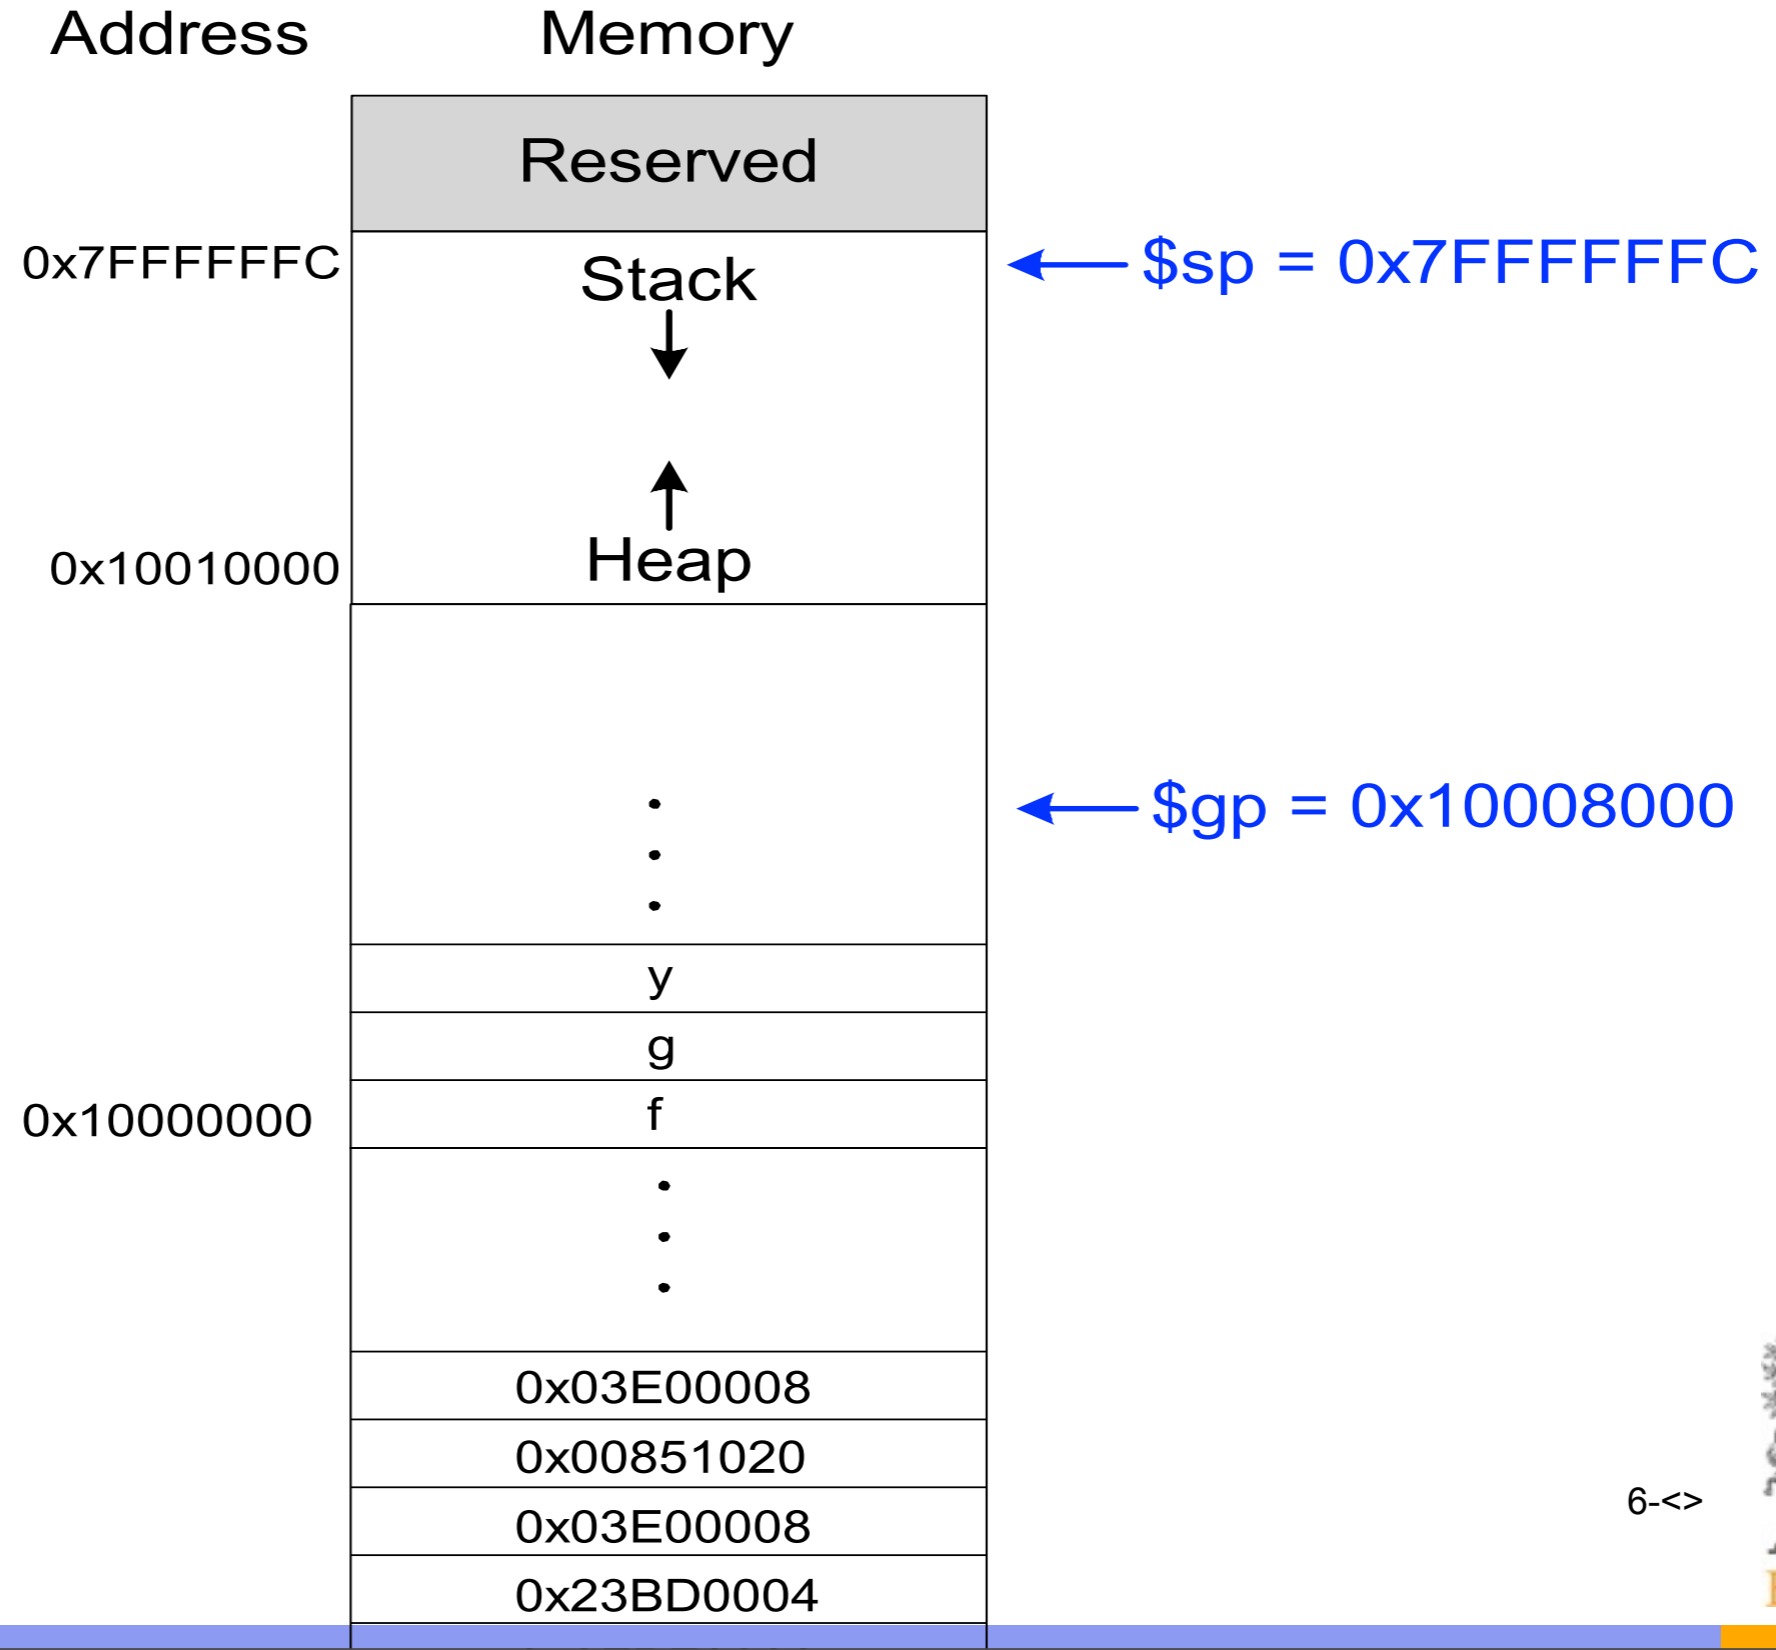 Address Memory
Reserved
0x7FFFFFFC Stack $sp = 0x7FFFFFFC
0x10010000 Heap
$gp = 0x10008000
y
g
0x10000000 f
0x03E00008
0x00851020
6-<>
0x03E00008
0x23BD0004